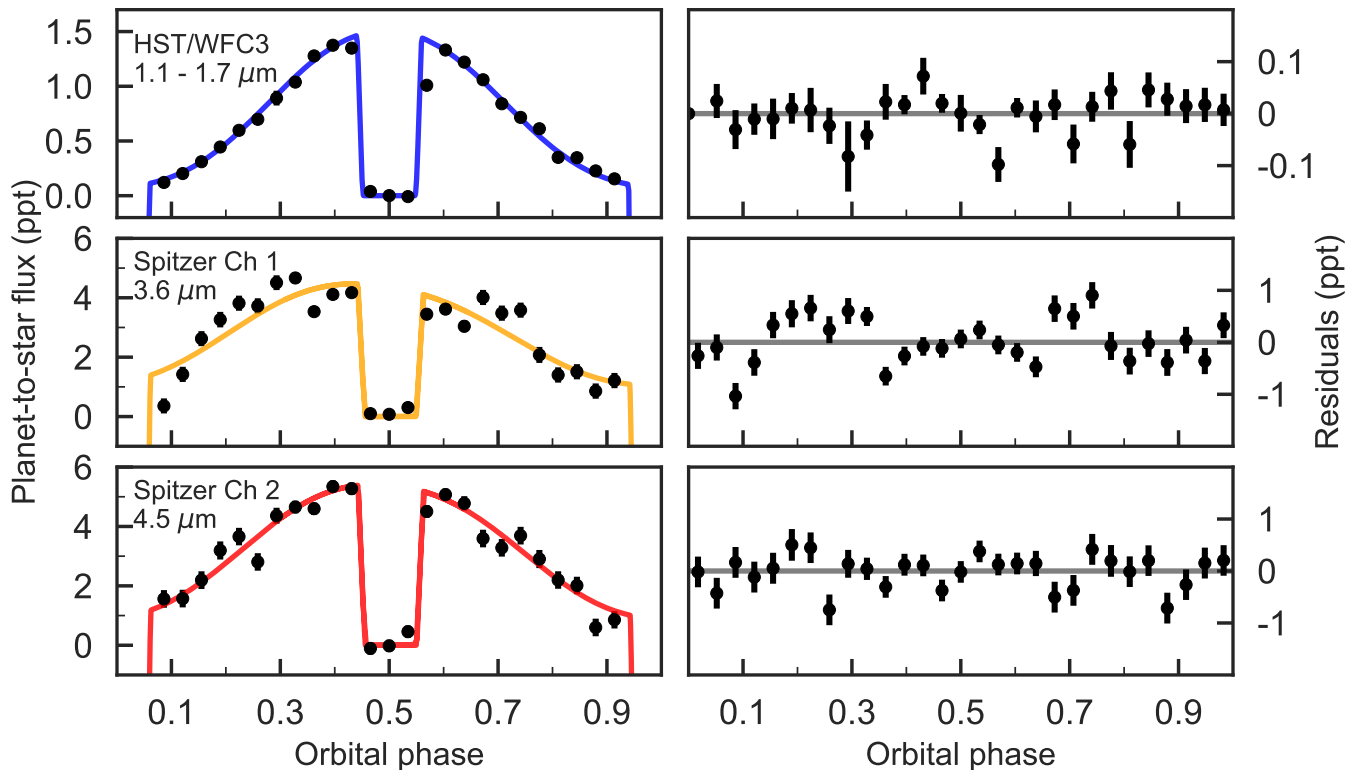 Planet-to-star flux (ppt)
1.5
1.0
0.5
0.0
HST/WFC3
1.1 - 1.7 μm
0.1
0
-0.1
6
4
2
0
Spitzer Ch 1
3.6 μm
1
0
-1
Residuals (ppt)
6
4
2
0
Spitzer Ch 2
4.5 μm
1
0
-1
0.1 0.3 0.5 0.7 0.9
Orbital phase
0.1 0.3 0.5 0.7 0.9
Orbital phase